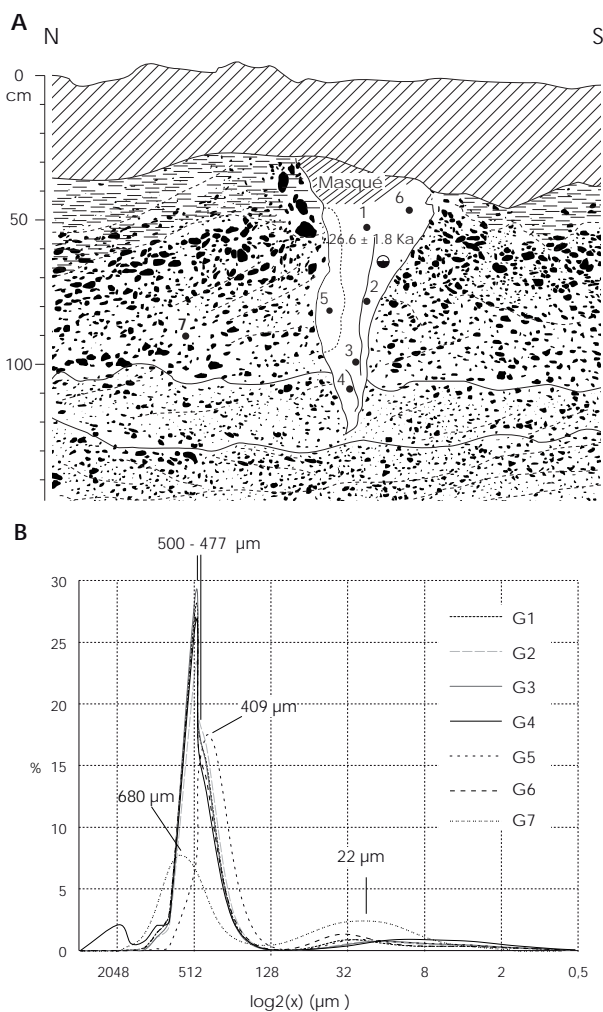 A
N
S
0
cm
Masqué
6
1
50
26.6 ± 1.8 Ka
2
5
7
3
100
4
B
500 - 477 µm
30
G1
25
G2
G3
20
G4
409 µm
G5
%
15
G6
680 µm
G7
10
22 µm
5
0
2048
512
128
32
8
2
0,5
log2(x) (µm )